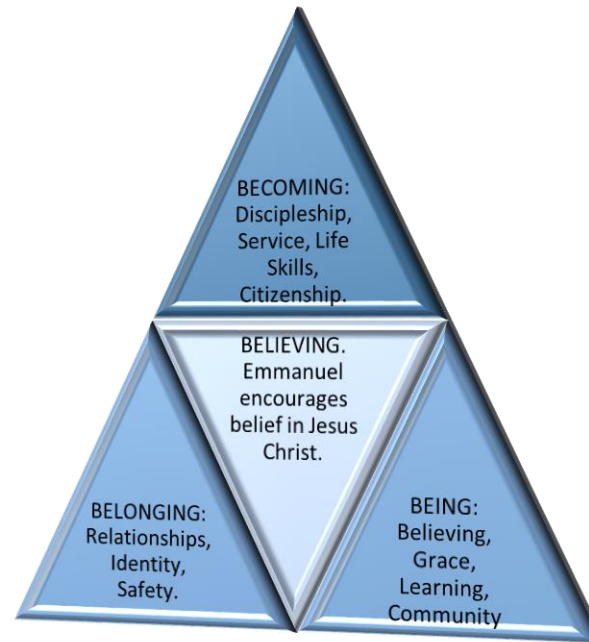 BECOMING:
Discipleship,
Service, Life
Skills,
Citizenship.
BELIEVING.
Emmanuel
encourages
belief in Jesus
Christ.
BELONGING:
Relationships,
Identity,
Safety.
BEING:
Believing,
Grace,
Learning,
Community